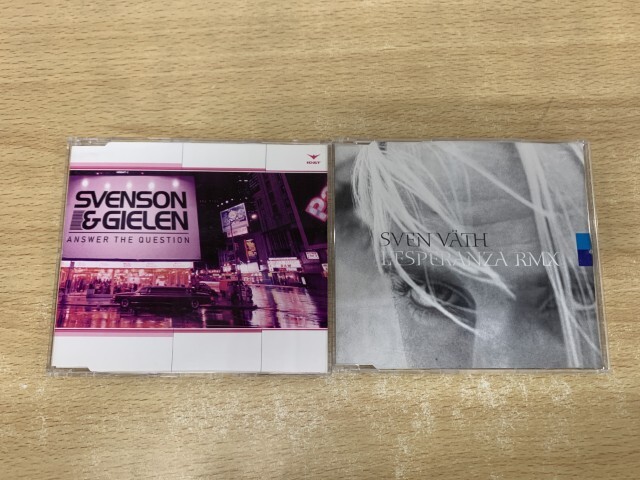 SVENSON
& GIELEN
ANSWER THE QUESTION
SVEN VÄTH
L'ESPERANZA RMX